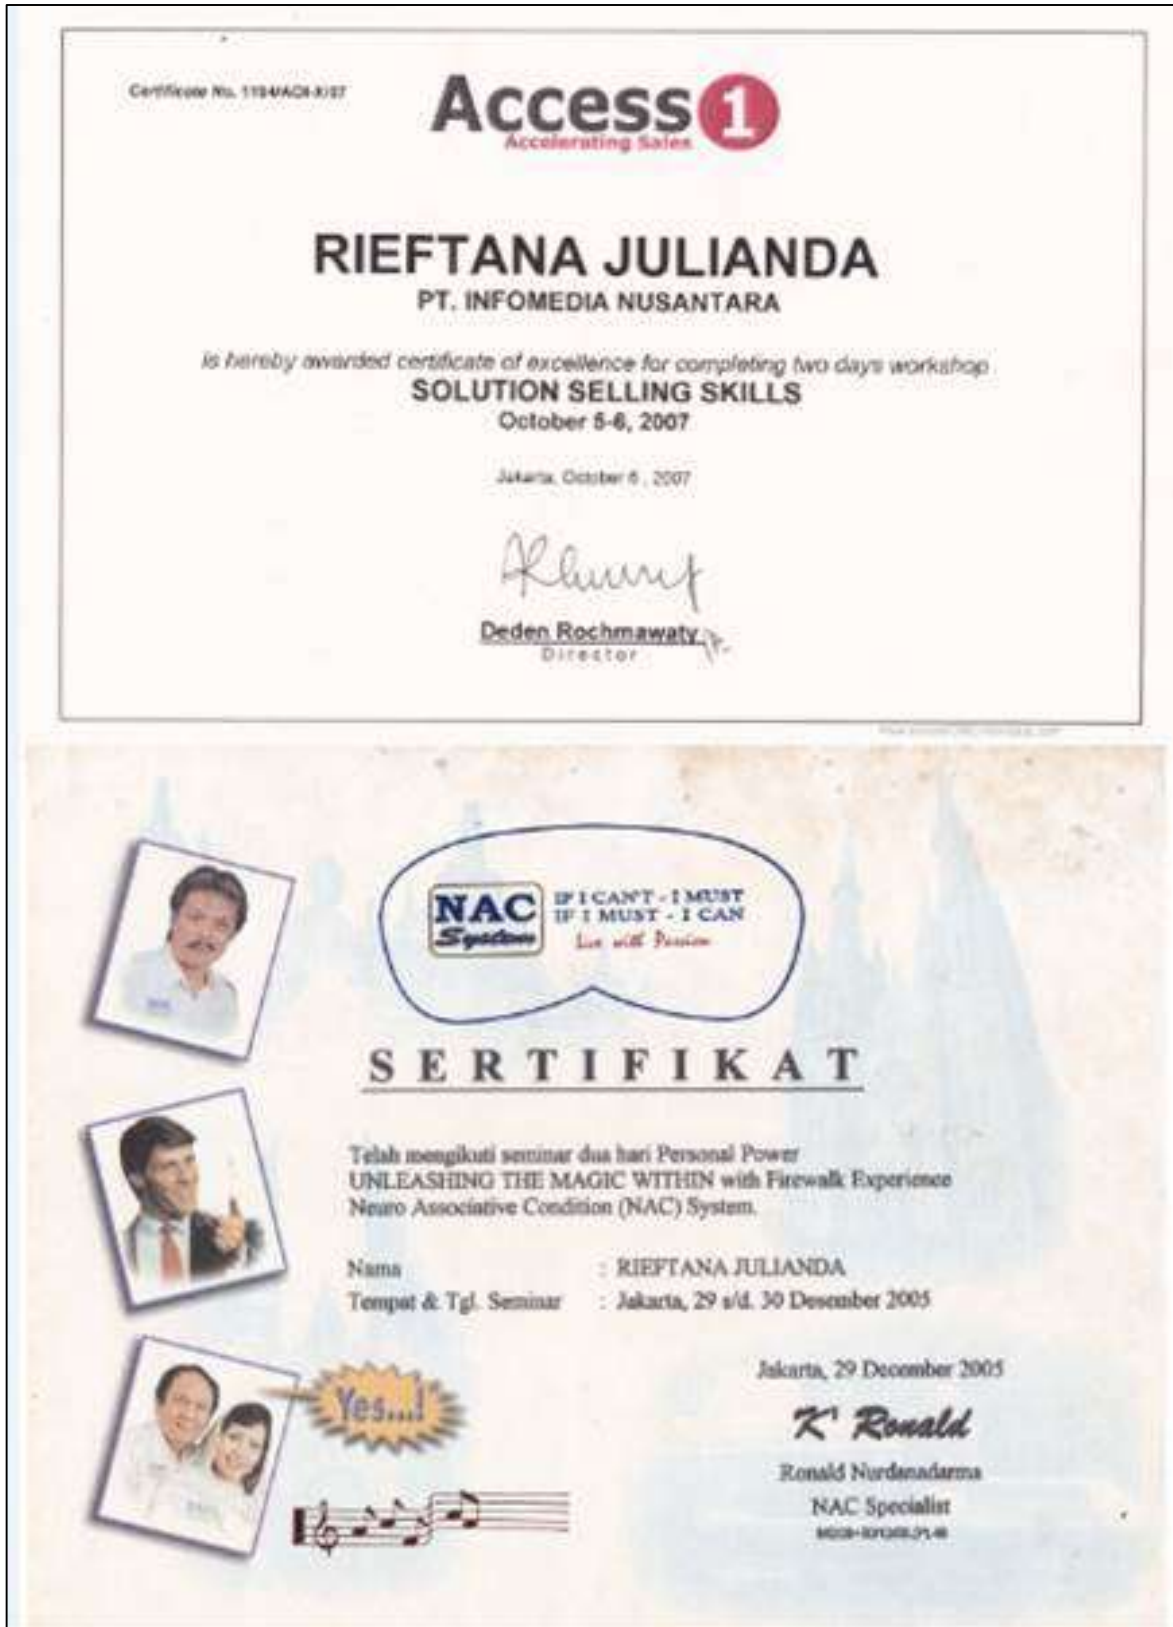 Certificate No.
Access 1
Accelerating Sales
RIEFTANA JULIANDA
PT. INFOMEDIA NUSANTARA
is hereby awarded certificate of excellence for completing two days workshop
SOLUTION SELLING SKILLS
October 5-6, 2007
Jakarta, October 6 , 2007
Deden Rochmawaty
Director
NAC
System
IF I CAN'T - I MUST
IF I MUST - I CAN
Live with Passion
SERTIFIKAT
Telah mengikuti seminar dua hari Personal Power
UNLEASHING THE MAGIC WITHIN with Firewalk Experience
Neuro Associative Condition (NAC) System.
Nama : RIEFTANA JULIANDA
Tempat & Tgl. Seminar : Jakarta, 29 s/d. 30 Desember 2005
Yes...!
Jakarta, 29 December 2005
K' Ronald
Ronald Nurdanadarma
NAC Specialist